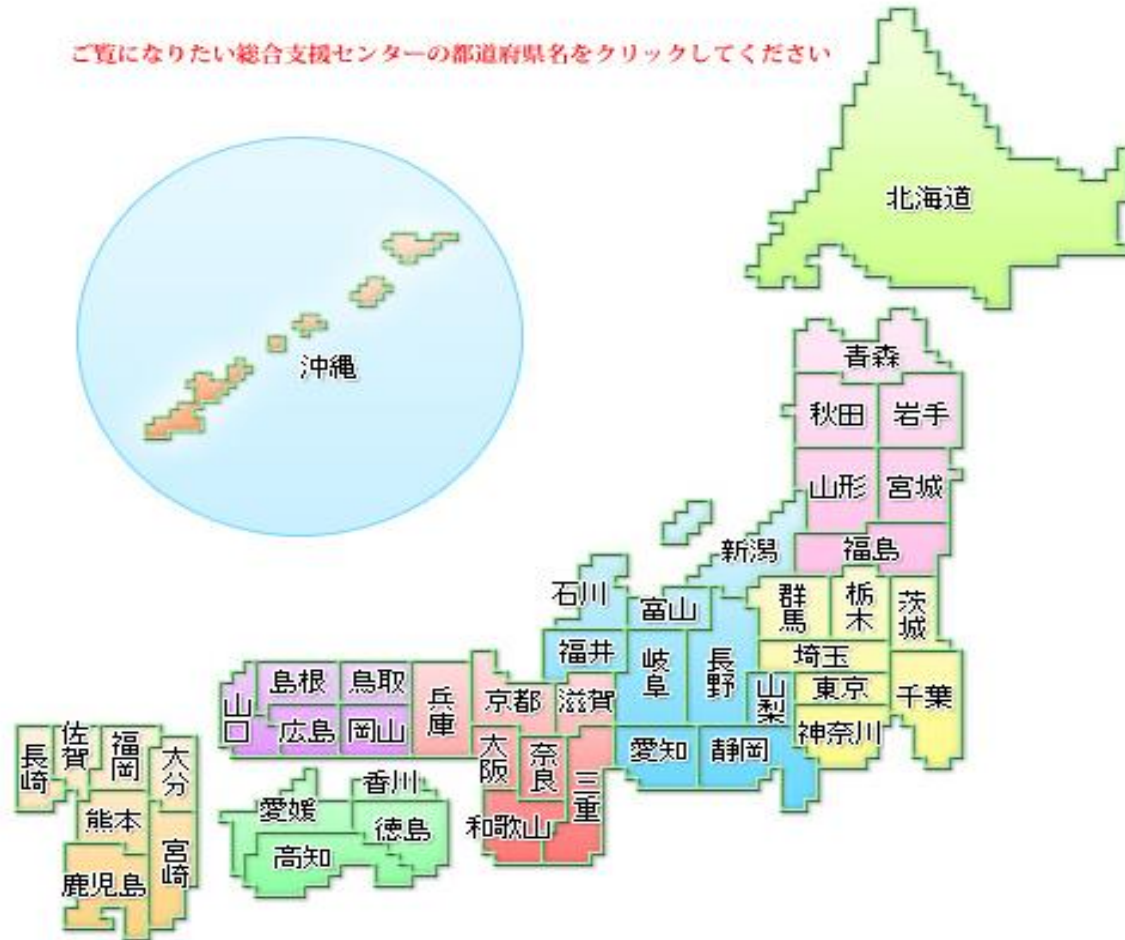 ご覧になりたい総合支援センターの都道府県名をクリックしてください
北海道
沖縄
青森
秋田
岩手
山形
宮城
新潟
福島
石川
富山
群馬
栃木
茨城
福井
岐阜
長野
埼玉
山梨
東京
千葉
神奈川
島根
鳥取
兵庫
京都
滋賀
山口
広島
岡山
大阪
奈良
三重
愛知
静岡
和歌山
香川
愛媛
徳島
高知
長崎
佐賀
福岡
大分
熊本
宮崎
鹿児島